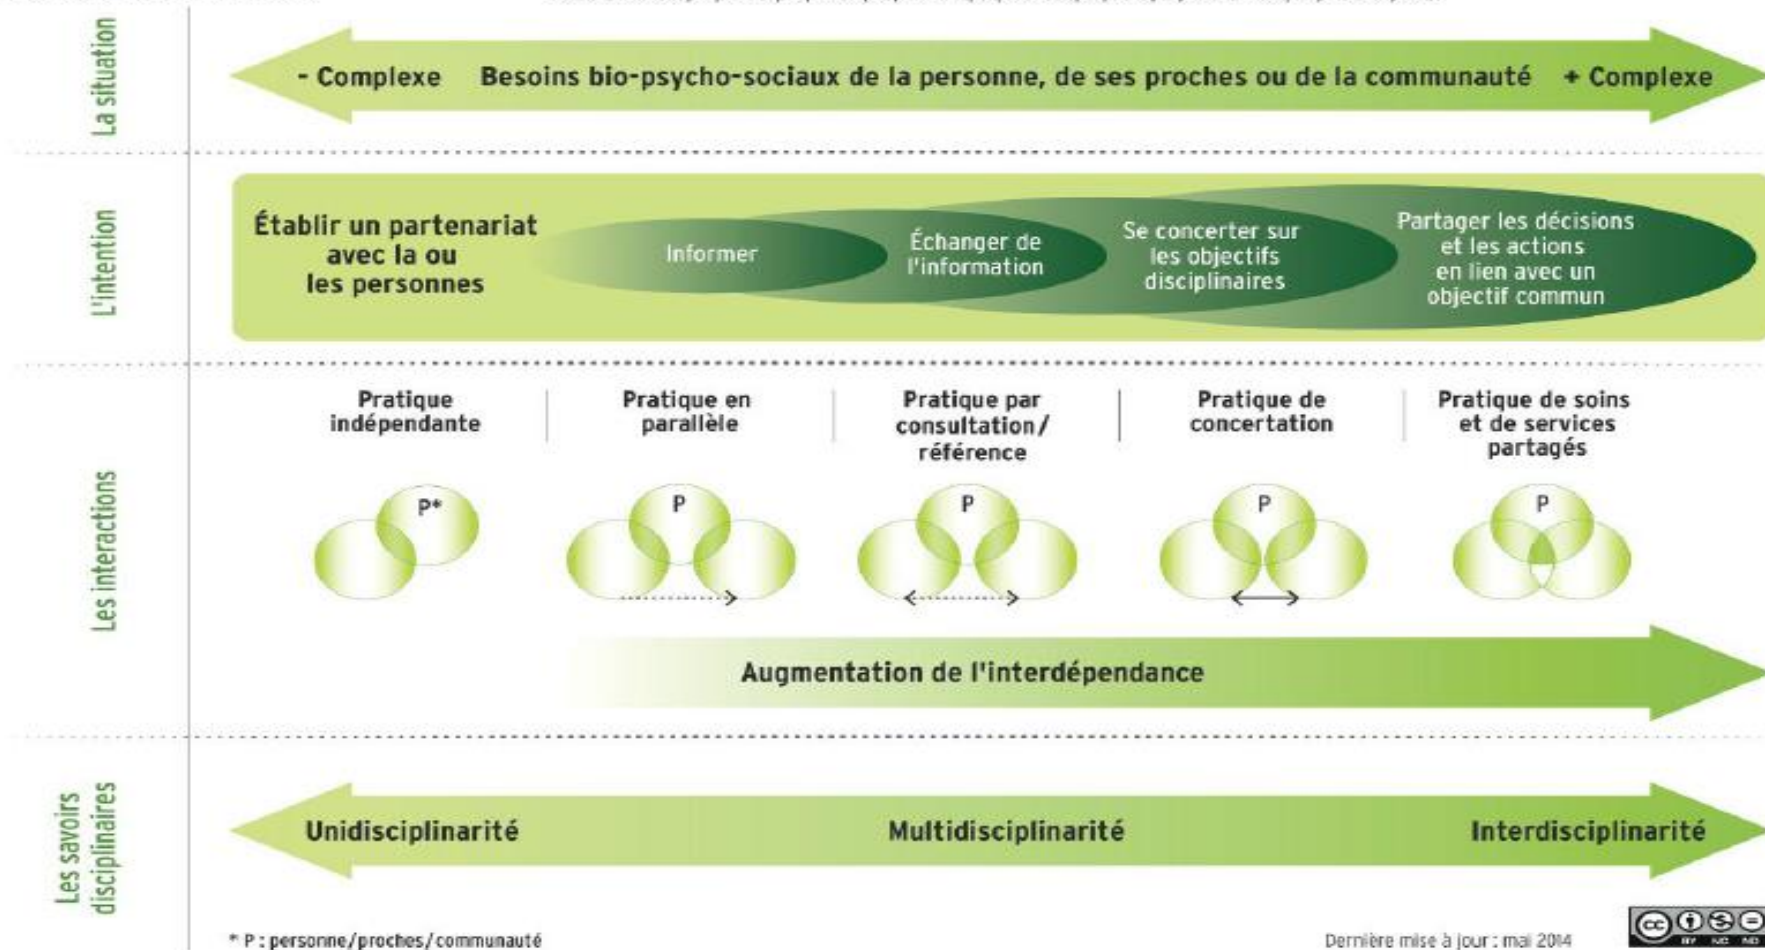 La situation
- Complexe Besoins bio-psycho-sociaux de la personne, de ses proches ou de la communauté + Complexe
L'intention
Établir un partenariat
avec la ou
les personnes
Informer
Échanger de
l'information
Se concerter sur
les objectifs
disciplinaires
Partager les décisions
et les actions
en lien avec un
objectif commun
Les interactions
Pratique
indépendante
Pratique en
parallèle
Pratique par
consultation/
référence
Pratique de
concertation
Pratique de soins
et de services
partagés
P*
P
P
P
P
Augmentation de l'interdépendance
Les savoirs
disciplinaires
Unidisciplinarité Multidisciplinarité Interdisciplinarité
* P : personne/proches/communauté
Dernière mise à jour : mai 2014
cc
BY NC ND